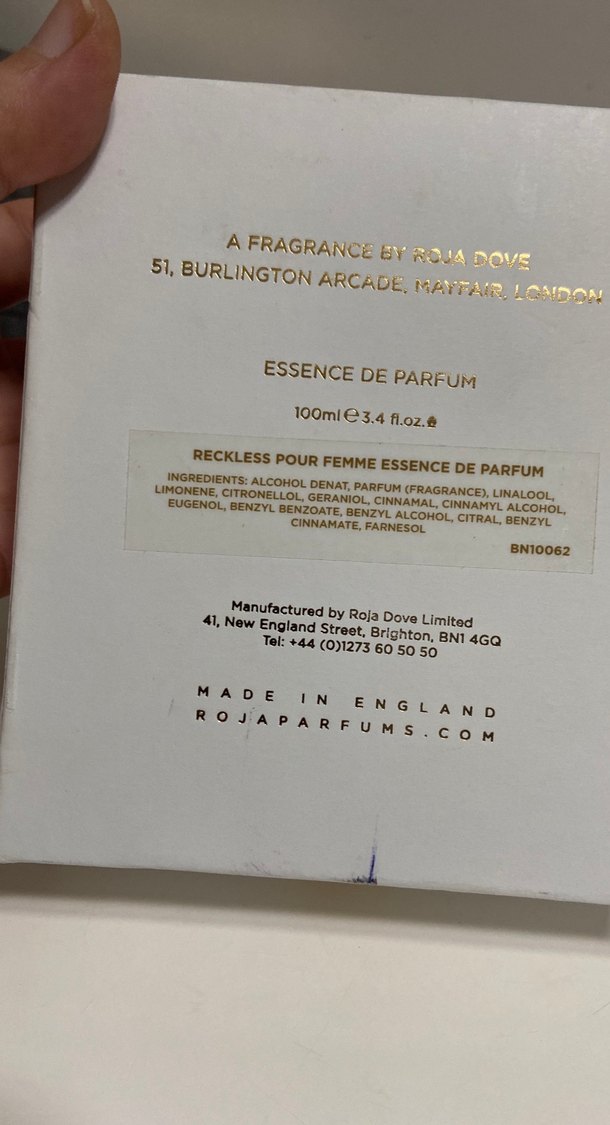 A FRAGRANCE BY ROJA DOVE
51, BURLINGTON ARCADE, MAYFAIR, LONDON
ESSENCE DE PARFUM
100ml ℮ 3.4 fl.oz.
RECKLESS POUR FEMME ESSENCE DE PARFUM
INGREDIENTS: ALCOHOL DENAT, PARFUM (FRAGRANCE), LINALOOL,
LIMONENE, CITRONELLOL, GERANIOL, CINNAMAL, CINNAMYL ALCOHOL,
EUGENOL, BENZYL BENZOATE, BENZYL ALCOHOL, CITRAL, BENZYL
CINNAMATE, FARNESOL
BN10062
Manufactured by Roja Dove Limited
41, New England Street, Brighton, BN1 4GQ
Tel: +44 (0)1273 60 50 50
MADE IN ENGLAND
ROJAPARFUMS.COM